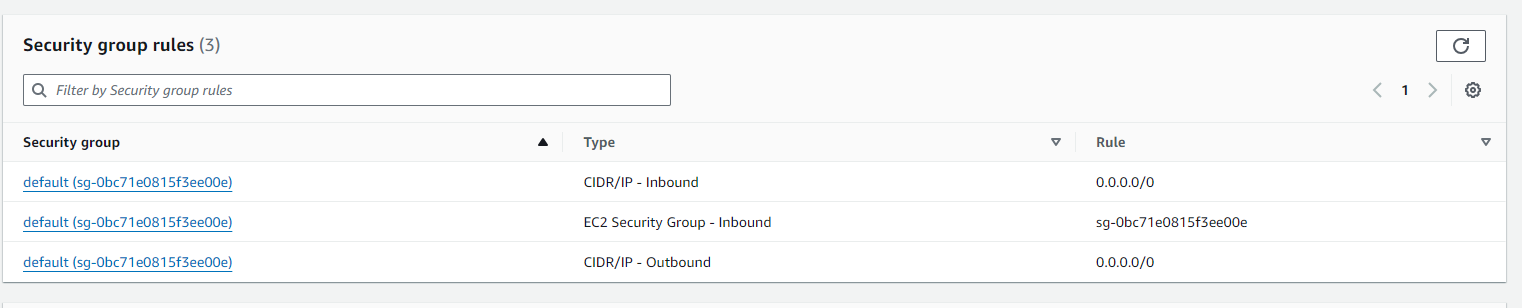 Security group rules (3)
Filter by Security group rules
1
Security group Type Rule
default (sg-0bc71e0815f3ee00e) CIDR/IP - Inbound 0.0.0.0/0
default (sg-0bc71e0815f3ee00e) EC2 Security Group - Inbound sg-0bc71e0815f3ee00e
default (sg-0bc71e0815f3ee00e) CIDR/IP - Outbound 0.0.0.0/0